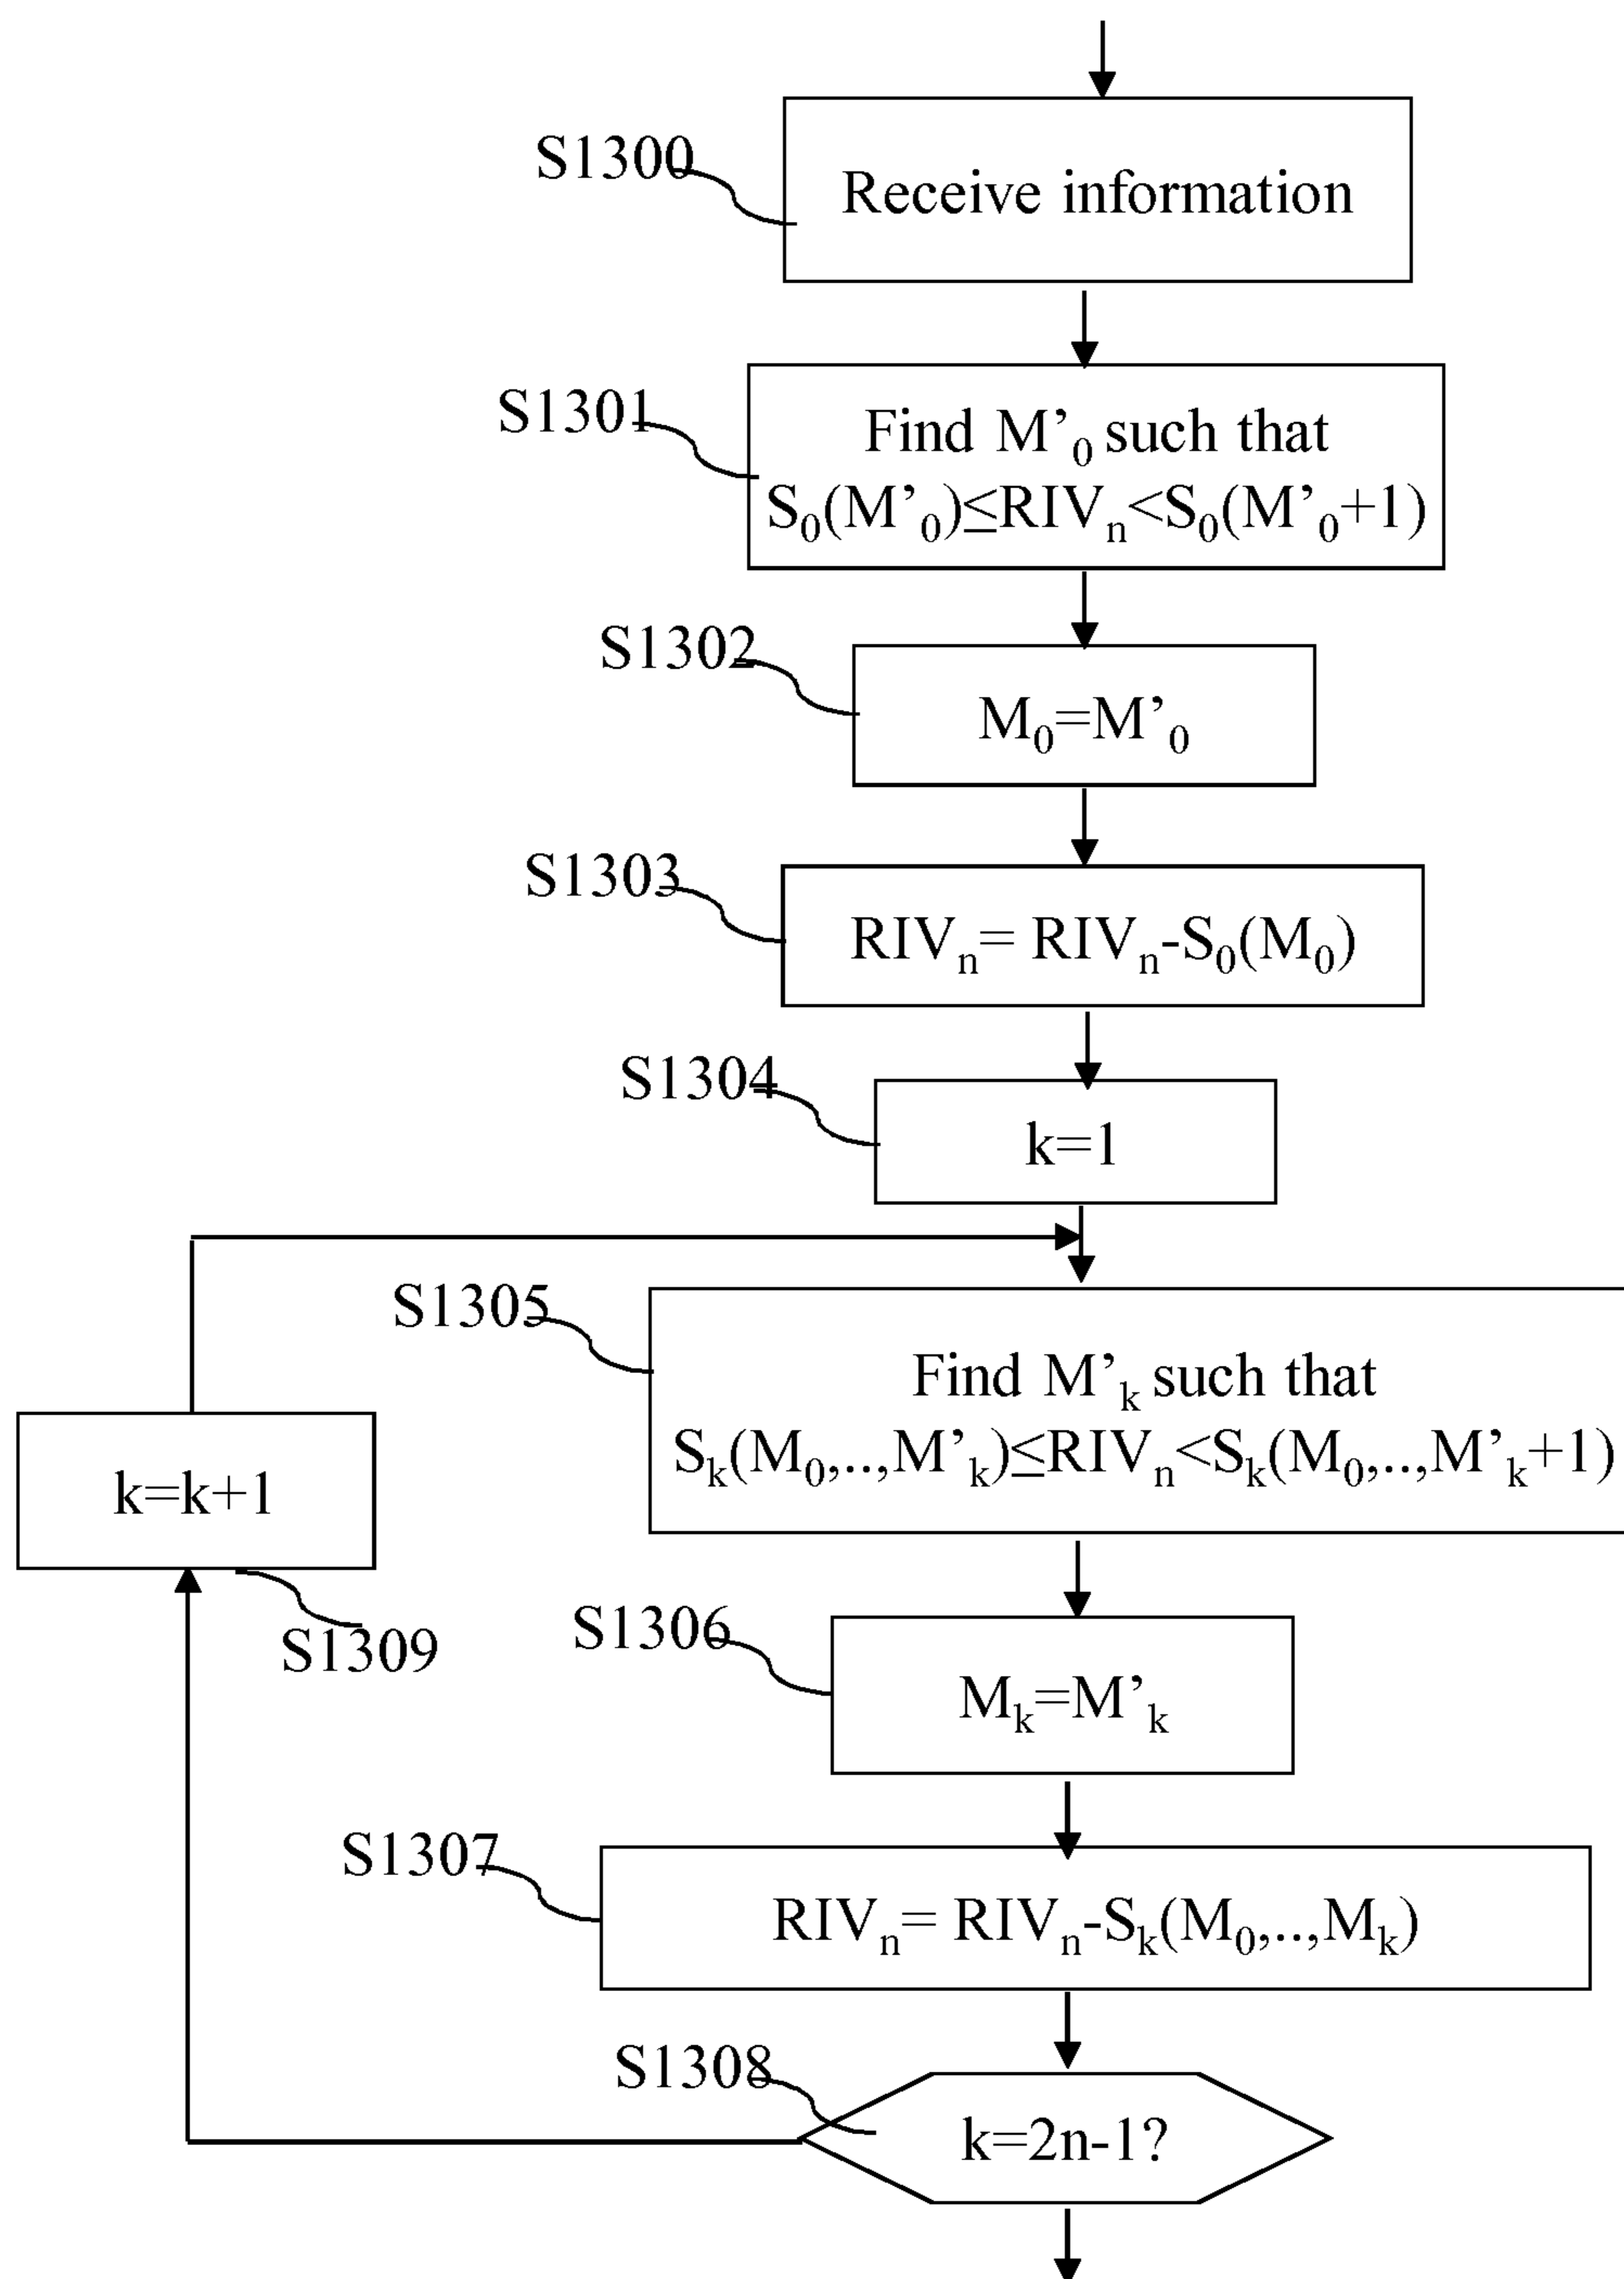 S1300
Receive information
S1301
Find M’₀ such that
S₀(M’₀)≤RIVₙ<S₀(M’₀+1)
S1302
M₀=M’₀
S1303
RIVₙ= RIVₙ-S₀(M₀)
S1304
k=1
S1305
Find M’ₖ such that
Sₖ(M₀,..,M’ₖ)≤RIVₙ<Sₖ(M₀,..,M’ₖ+1)
k=k+1
S1309
S1306
Mₖ=M’ₖ
S1307
RIVₙ= RIVₙ-Sₖ(M₀,..,Mₖ)
S1308
k=2n-1?